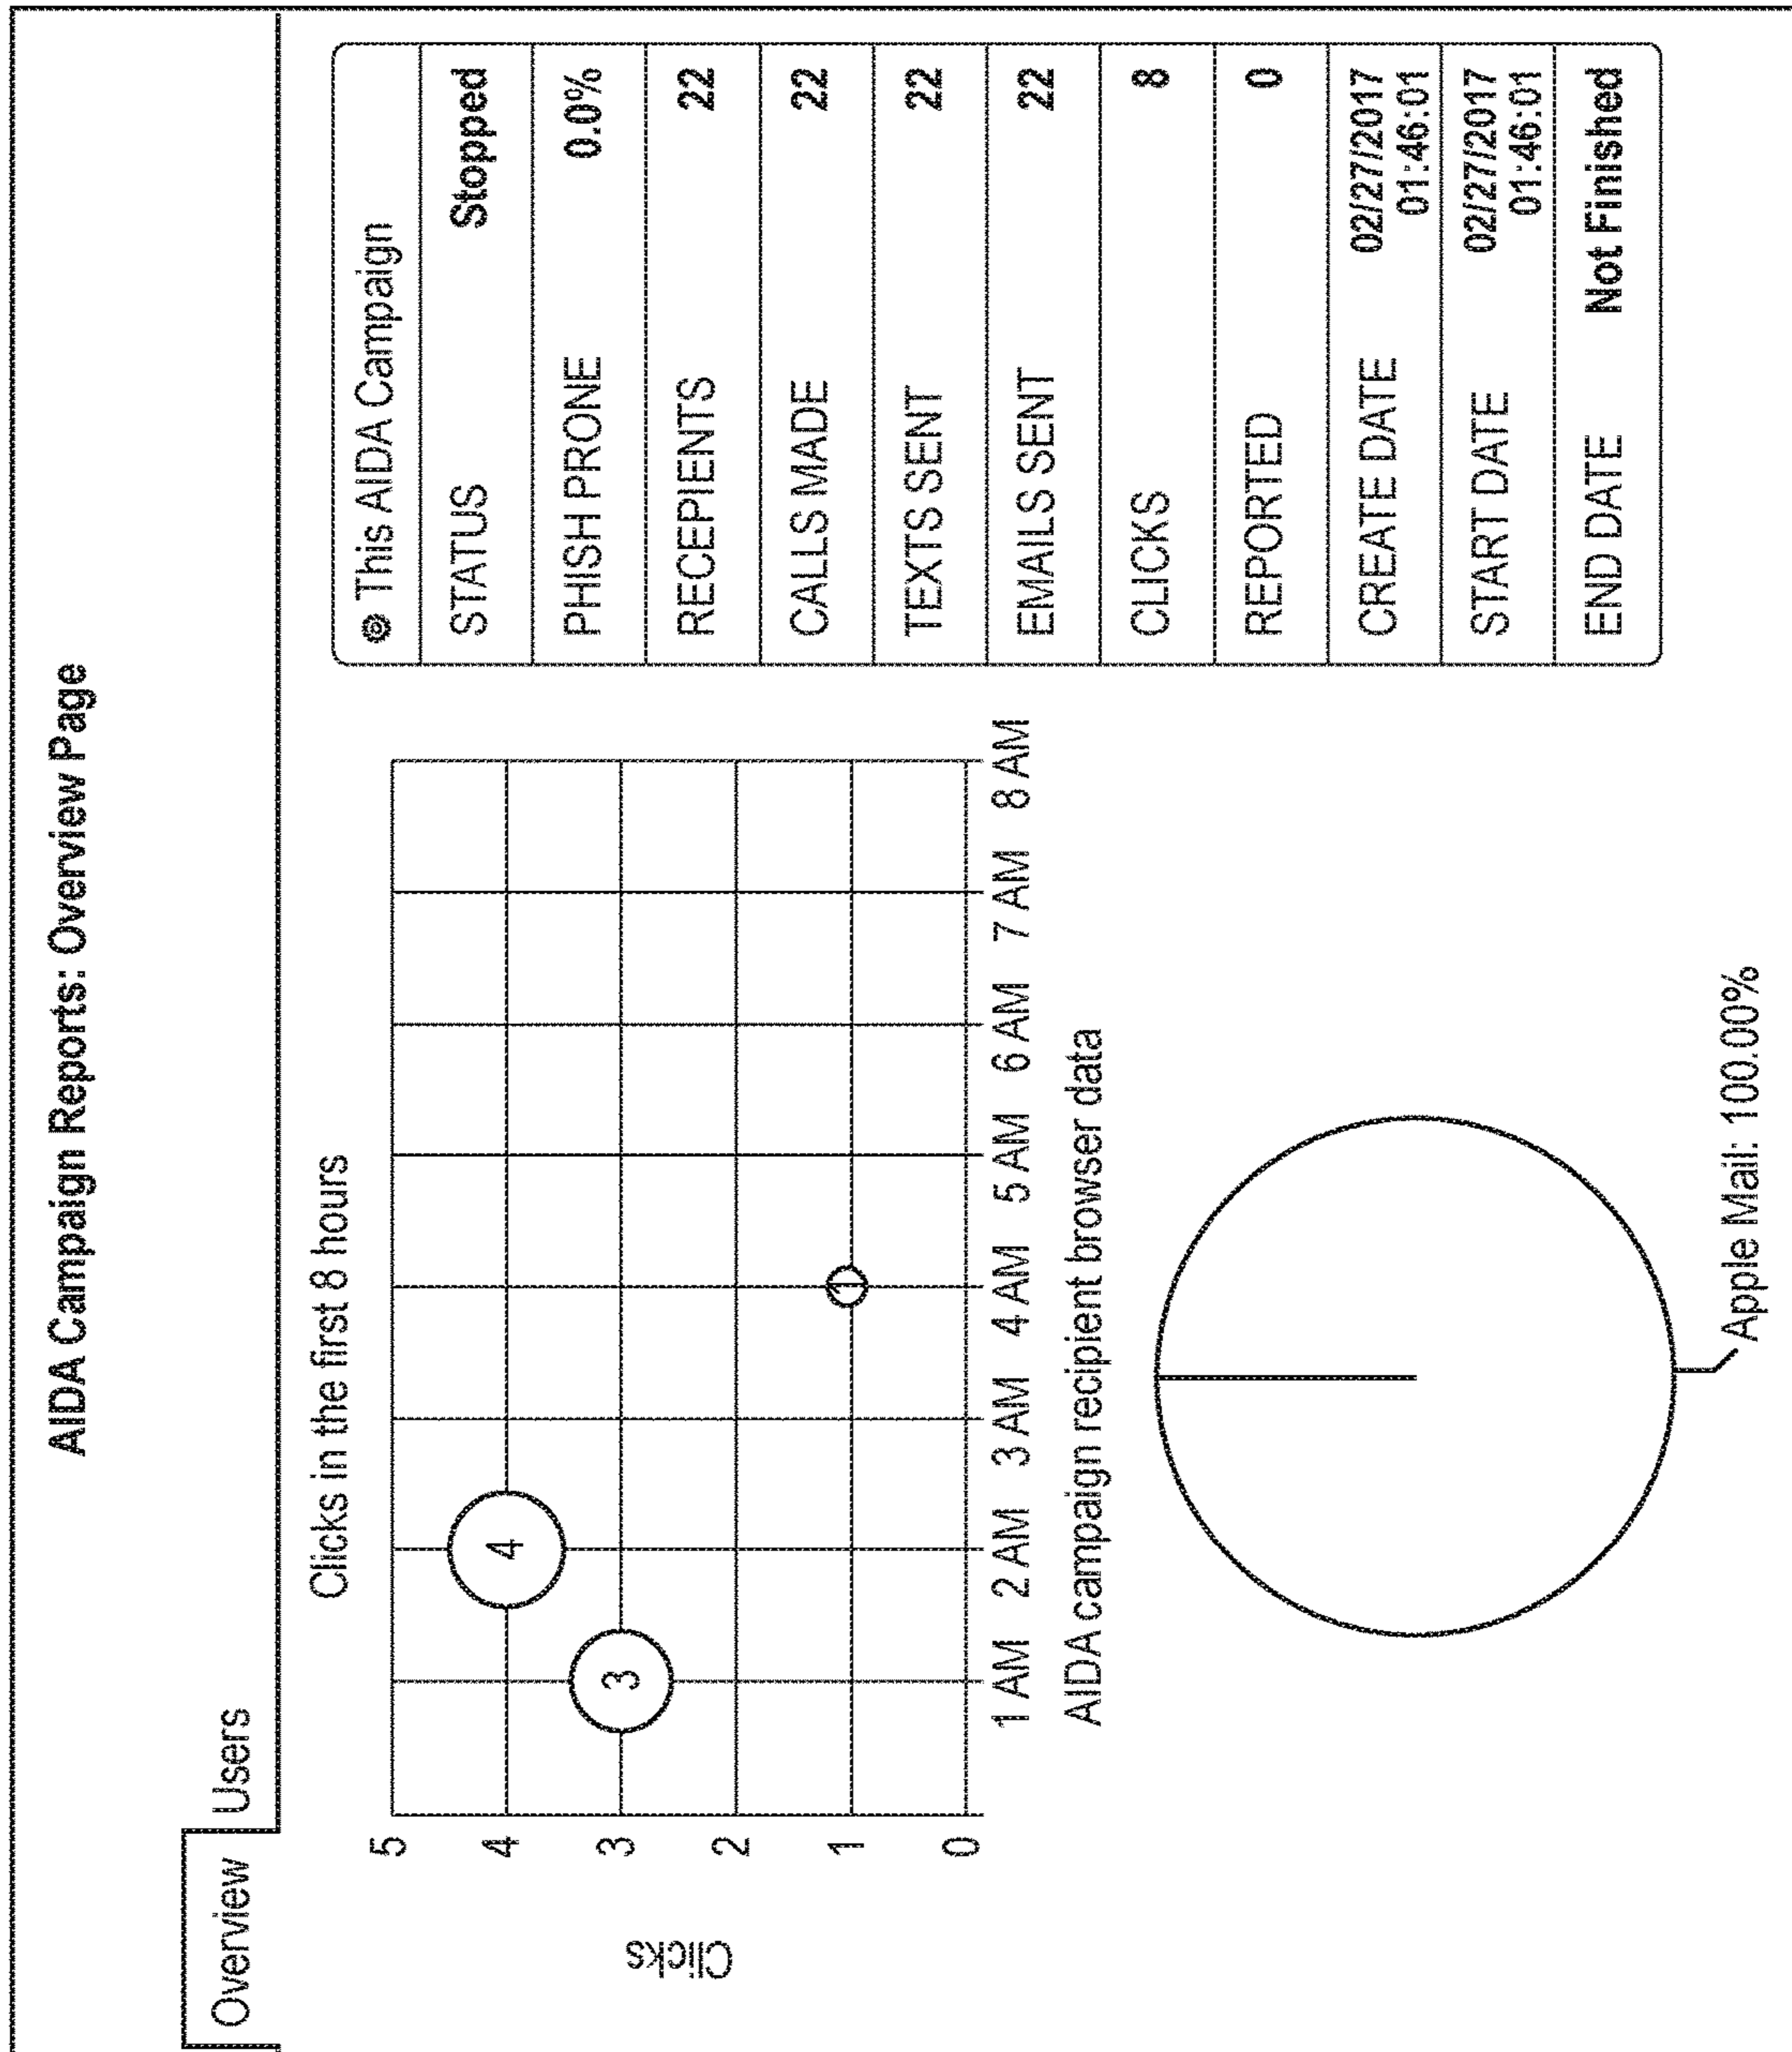 AIDA Campaign Reports: Overview Page
Overview Users
Clicks in the first 8 hours
Clicks
5
4
3
2
1
0
4
3
1
1 AM 2 AM 3 AM 4 AM 5 AM 6 AM 7 AM 8 AM
AIDA campaign recipient browser data
Apple Mail: 100.00%
This AIDA Campaign
STATUS Stopped
PHISH PRONE 0.0%
RECEPIENTS 22
CALLS MADE 22
TEXTS SENT 22
EMAILS SENT 22
CLICKS 8
REPORTED 0
CREATE DATE 02/27/2017
01:46:01
START DATE 02/27/2017
01:46:01
END DATE Not Finished